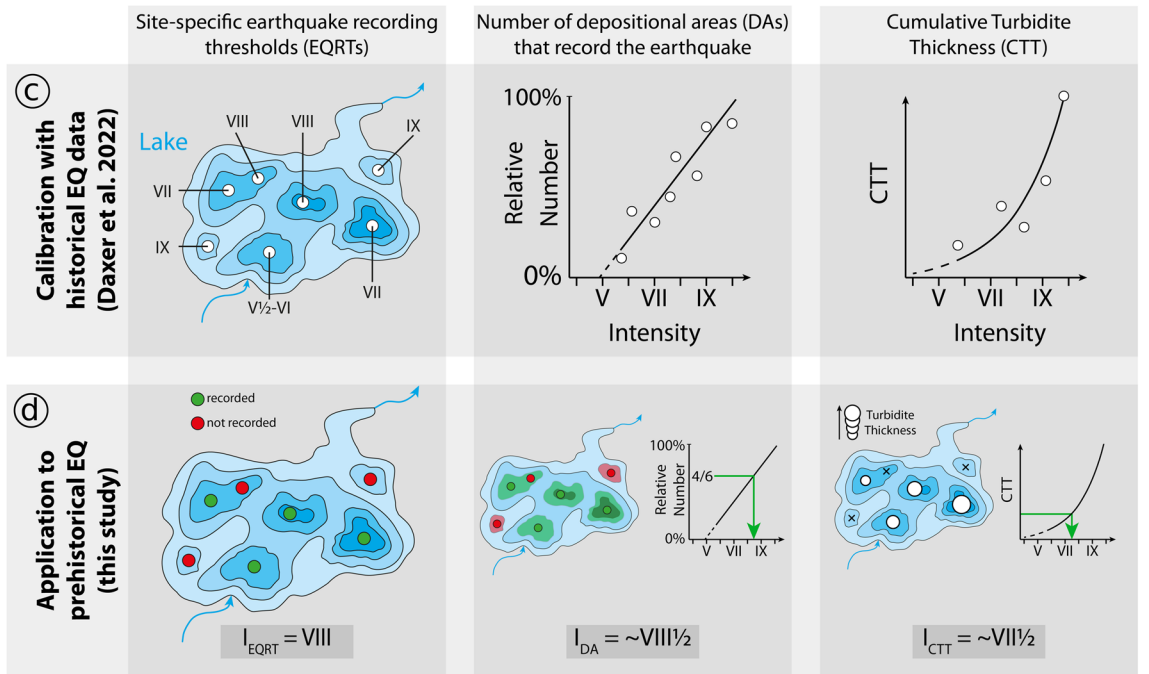 Site-specific earthquake recording
thresholds (EQRTs)
Number of depositional areas (DAs)
that record the earthquake
Cumulative Turbidite
Thickness (CTT)
c
Calibration with
historical EQ data
(Daxer et al. 2022)
Lake
VIII
VIII
IX
VII
IX
V½-VI
VII
100%
Relative
Number
0%
V
VII
IX
Intensity
CTT
V
VII
IX
Intensity
d
Application to
prehistorical EQ
(this study)
recorded
not recorded
I_EQRT = VIII
100%
4/6
Relative
Number
0%
V
VII
IX
I_DA = ~VIII½
Turbidite
Thickness
CTT
V
VII
IX
I_CTT = ~VII½